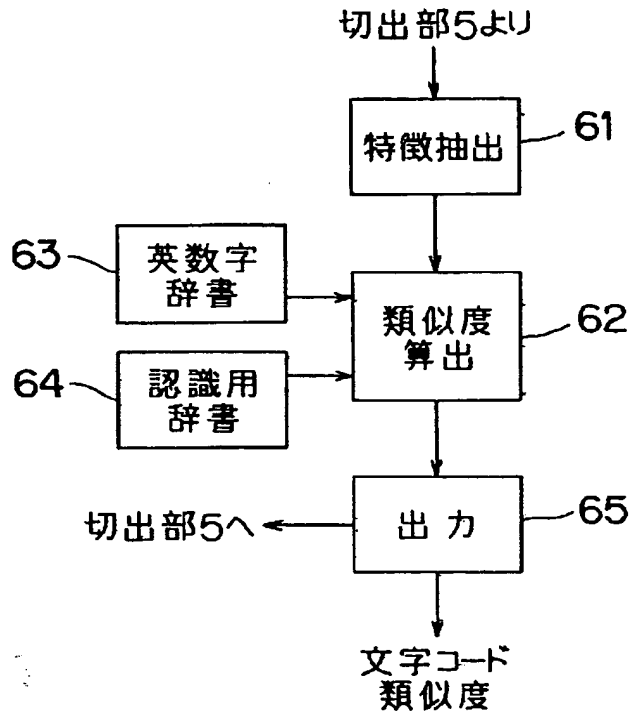 切出部5より
特徴抽出
61
63
英数字
辞書
類似度
算出
62
64
認識用
辞書
切出部5へ
出力
65
文字コード
類似度